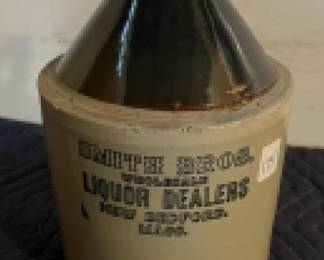 SMITH BROS.
WHOLESALE
LIQUOR DEALERS
NEW BEDFORD,
MASS.